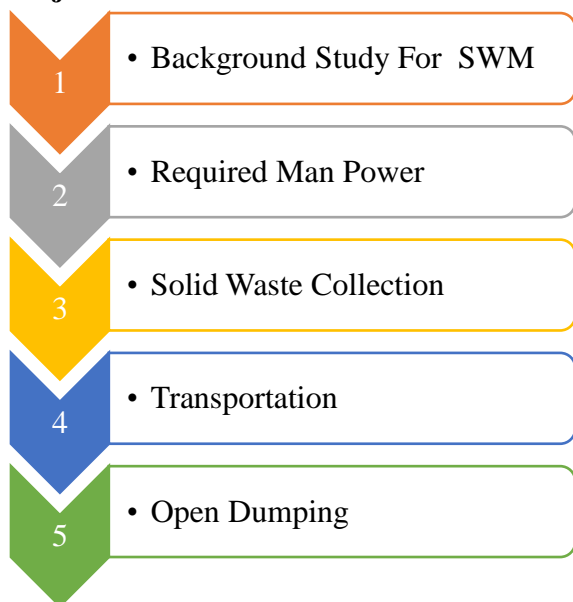 1
• Background Study For SWM
2
• Required Man Power
3
• Solid Waste Collection
4
• Transportation
5
• Open Dumping